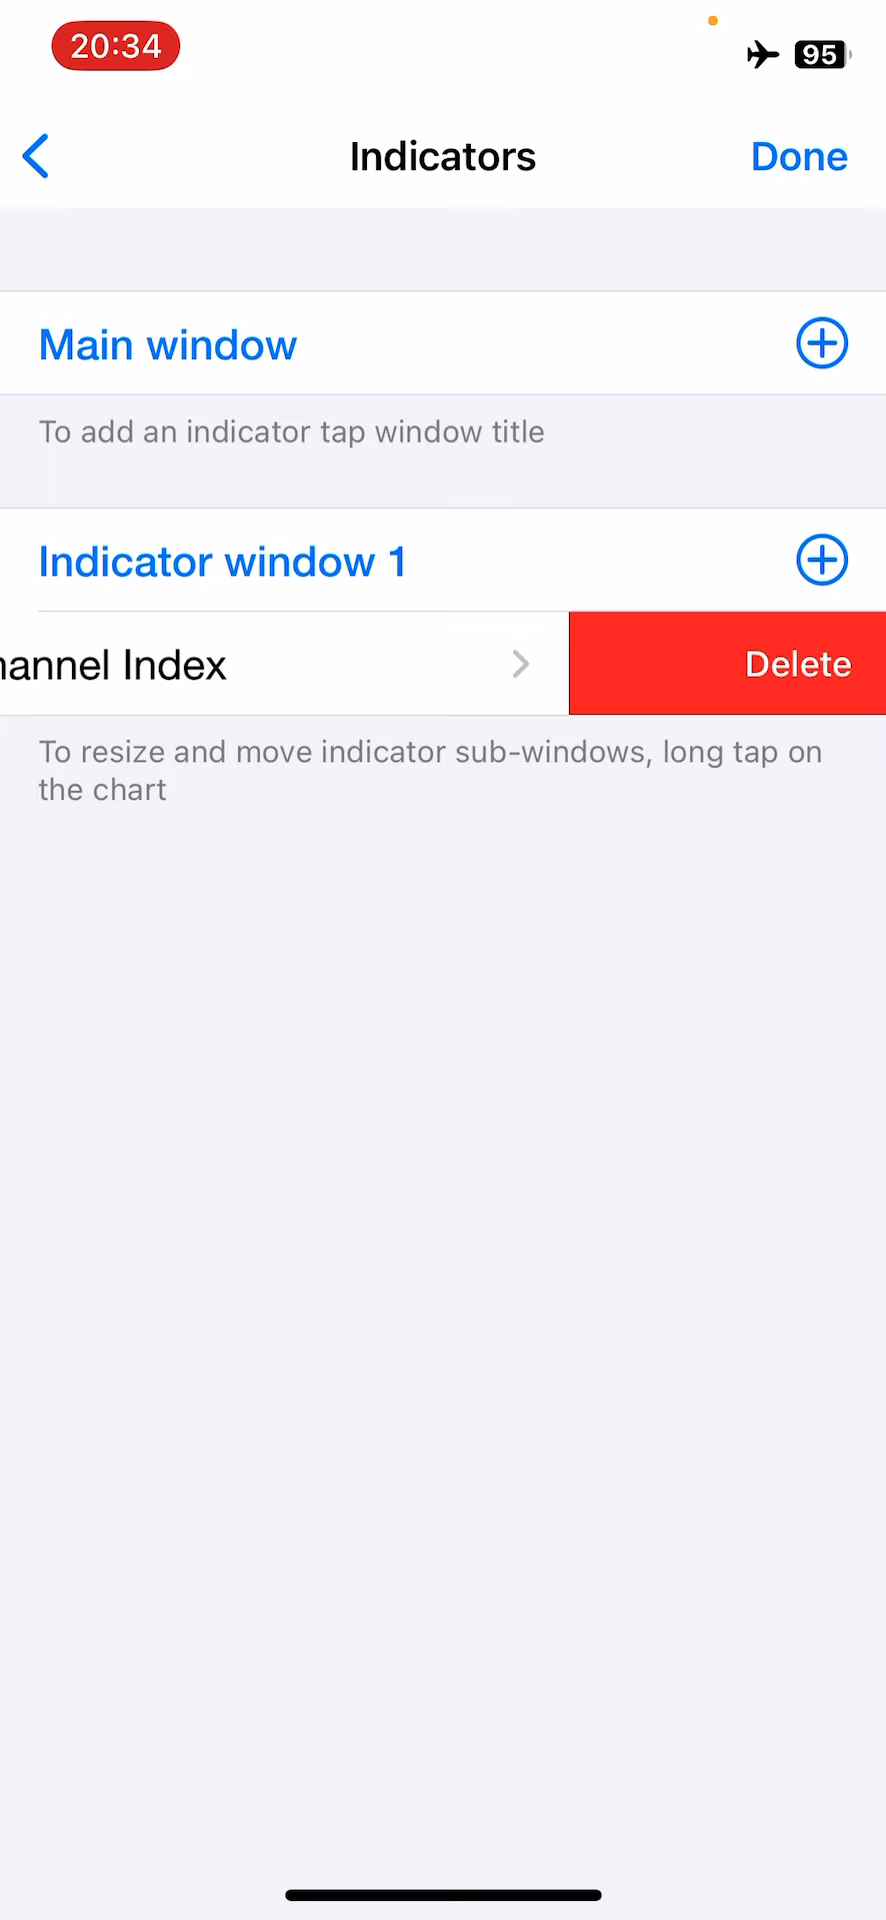 20:34
95
Indicators
Done
Main window
To add an indicator tap window title
Indicator window 1
hannel Index
Delete
To resize and move indicator sub-windows, long tap on
the chart